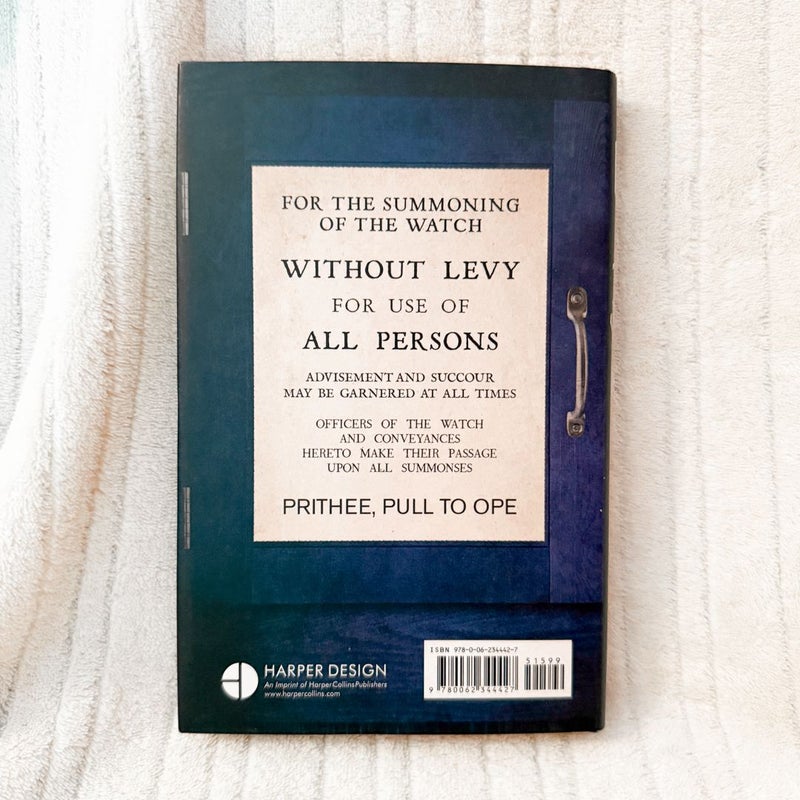 FOR THE SUMMONING
OF THE WATCH
WITHOUT LEVY
FOR USE OF
ALL PERSONS
ADVISEMENT AND SUCCOUR
MAY BE GARNERED AT ALL TIMES
OFFICERS OF THE WATCH
AND CONVEYANCES
HERETO MAKE THEIR PASSAGE
UPON ALL SUMMONSES
PRITHEE, PULL TO OPE
HARPER DESIGN
An Imprint of HarperCollinsPublishers
www.harpercollins.com
ISBN 978-0-06-234442-7
51599
9 780062 344427